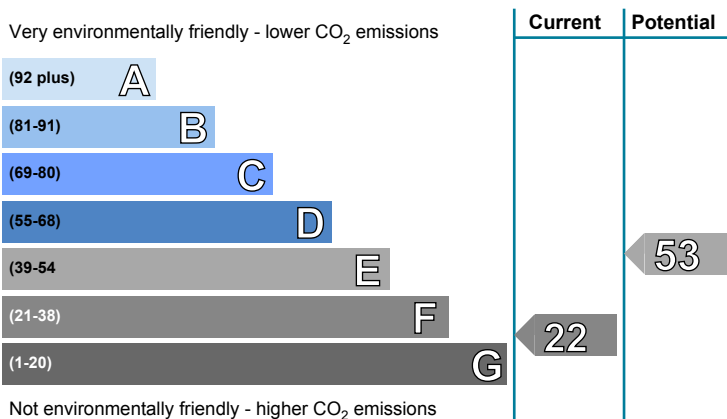 Current Potential
Very environmentally friendly - lower CO2 emissions
(92 plus) A
(81-91) B
(69-80) C
(55-68) D
53
(39-54 E
(21-38) F
22
(1-20) G
Not environmentally friendly - higher CO2 emissions